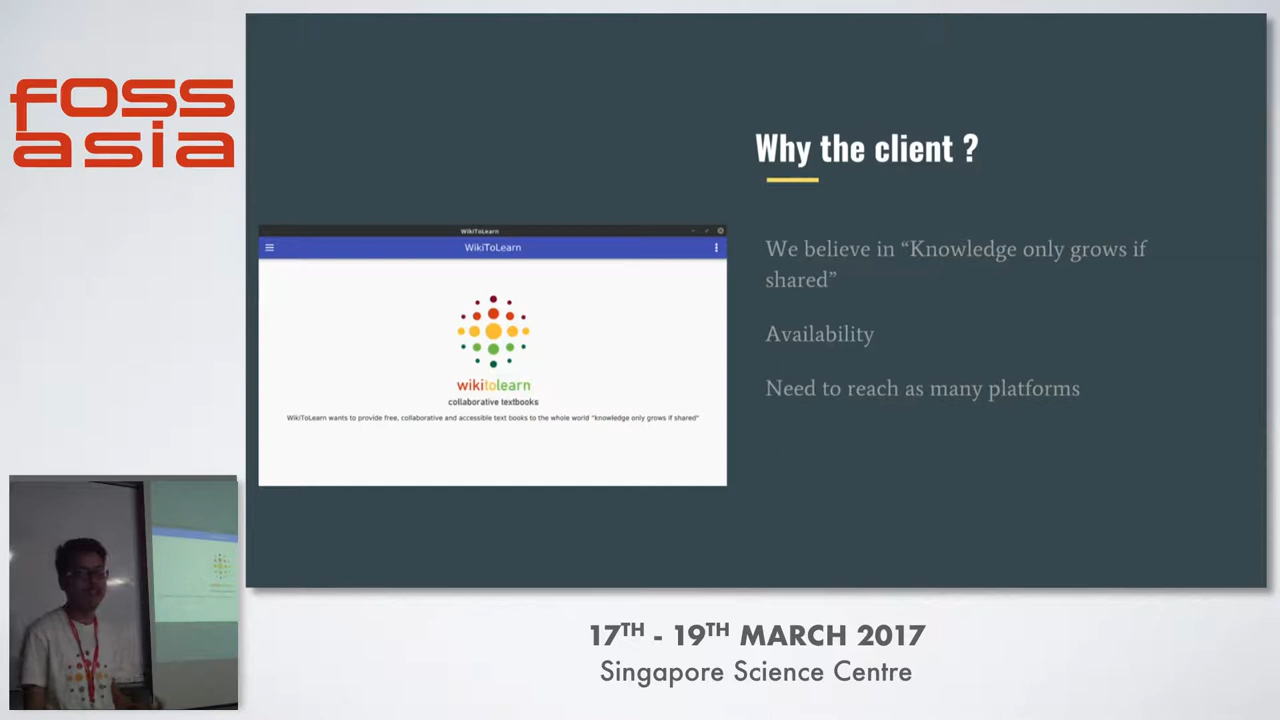 foss
asia
Why the client ?
We believe in “Knowledge only grows if
shared”
Availability
Need to reach as many platforms
WikiToLearn
WikiToLearn
wikitolearn
collaborative textbooks
WikiToLearn wants to provide free, collaborative and accessible text books to the whole world "knowledge only grows if shared"
17TH - 19TH MARCH 2017
Singapore Science Centre